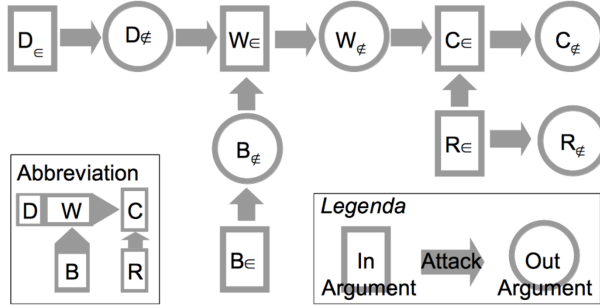 D∈ D∉ W∈ W∉ C∈ C∉
B∉ R∈ R∉
B∈
Abbreviation
D W C
B R
Legenda
In Attack Out
Argument Argument